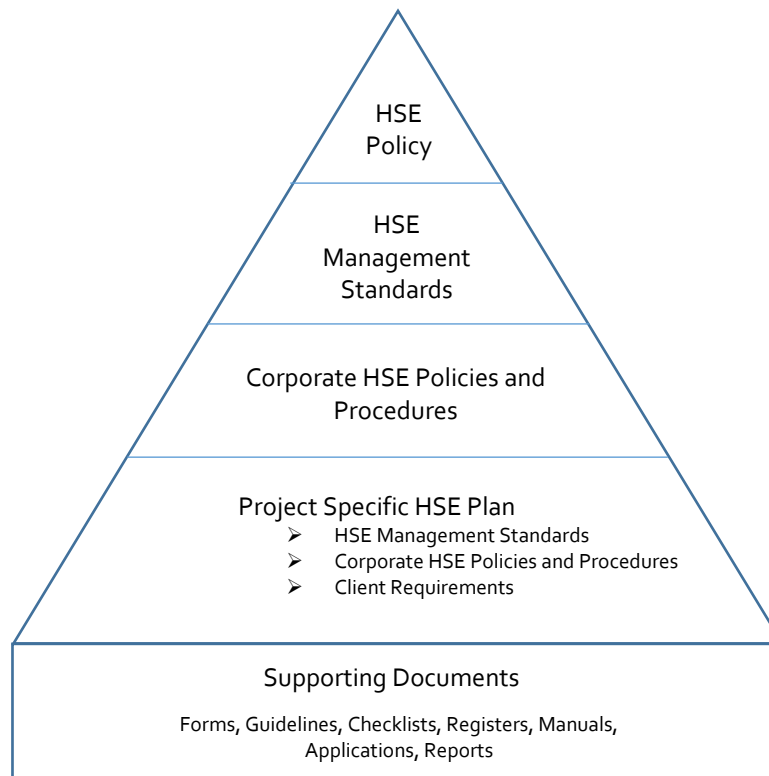 HSE
Policy
HSE
Management
Standards
Corporate HSE Policies and
Procedures
Project Specific HSE Plan
➢ HSE Management Standards
➢ Corporate HSE Policies and Procedures
➢ Client Requirements
Supporting Documents
Forms, Guidelines, Checklists, Registers, Manuals,
Applications, Reports